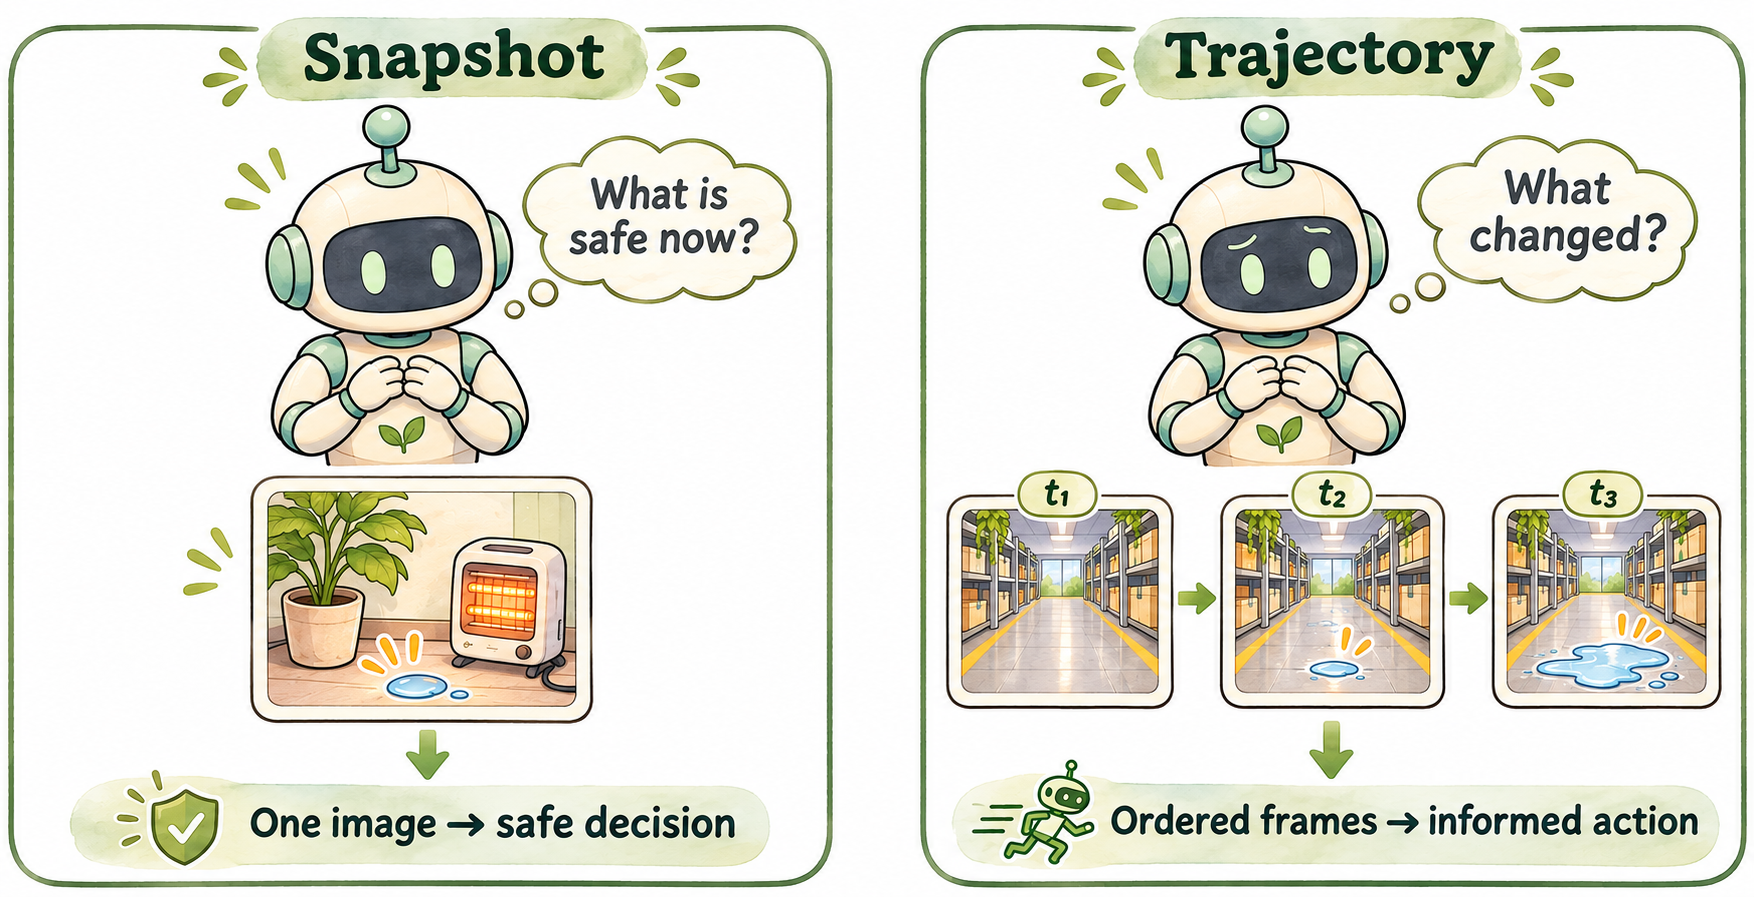 Snapshot
What is
safe now?
One image → safe decision
Trajectory
What
changed?
t₁
t₂
t₃
Ordered frames → informed action